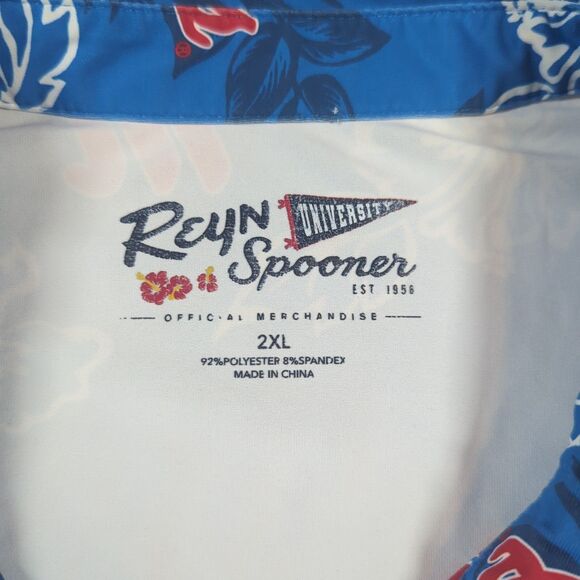 REYN UNIVERSITY
Spooner
EST 1956
OFFICIAL MERCHANDISE
2XL
92%POLYESTER 8%SPANDEX
MADE IN CHINA